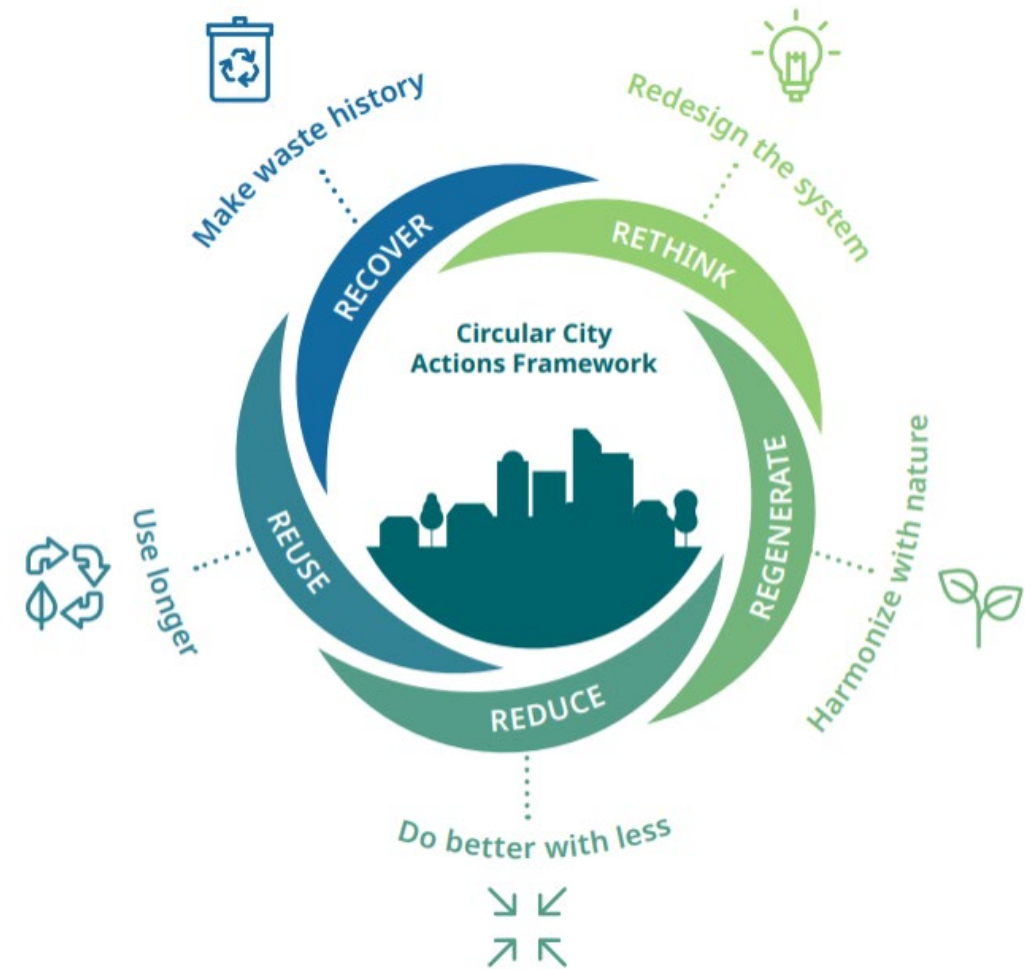 Circular City
Actions Framework
RETHINK
Redesign the system
REGENERATE
Harmonize with nature
REDUCE
Do better with less
REUSE
Use longer
RECOVER
Make waste history